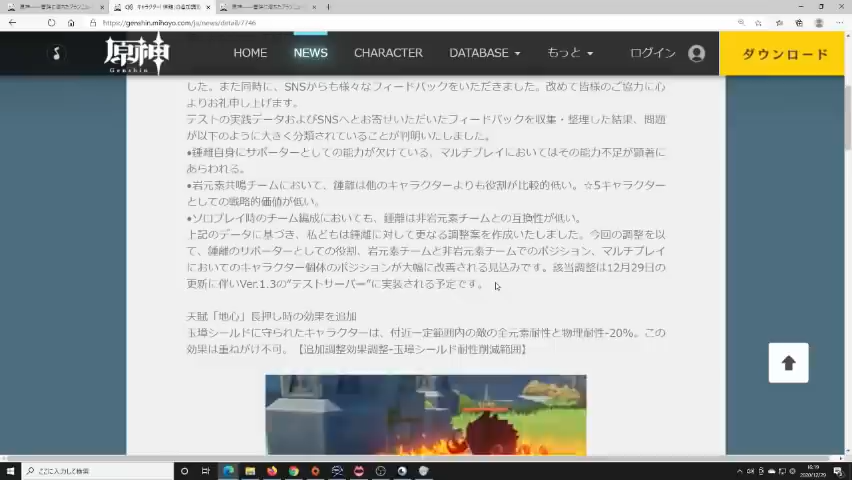 https://genshin.mihoyo.com/ja/news/detail/7746
原神
Genshin
HOME
NEWS
CHARACTER
DATABASE
もっと
ログイン
ダウンロード
した。また同時に、SNSからも様々なフィードバックをいただきました。改めて皆様のご協力に心
よりお礼申し上げます。
テストの実践データおよびSNSへとお寄せいただいたフィードバックを収集・整理した結果、問題
が以下のように大きく分類されていることが判明いたしました。
●鍾離自身にサポーターとしての能力が欠けている。マルチプレイにおいてはその能力不足が顕著に
あらわれる。
●岩元素共鳴チームにおいて、鍾離は他のキャラクターよりも役割が比較的低い。☆5キャラクター
としての戦略的価値が低い。
●ソロプレイ時のチーム編成においても、鍾離は非岩元素チームとの互換性が低い。
上記のデータに基づき、私どもは鍾離に対して更なる調整案を作成いたしました。今回の調整を以
て、鍾離のサポーターとしての役割、岩元素チームと非岩元素チームでのポジション、マルチプレイ
においてのキャラクター個体のポジションが大幅に改善される見込みです。該当調整は12月29日の
更新に伴いVer.1.3の"テストサーバー"に実装される予定です。
天賦「地心」長押し時の効果を追加
玉璋シールドに守られたキャラクターは、付近一定範囲内の敵の全元素耐性と物理耐性-20%。この
効果は重ねがけ不可。【追加調整効果調整-玉璋シールド耐性削減範囲】
ここに入力して検索
16:19
2020/12/29